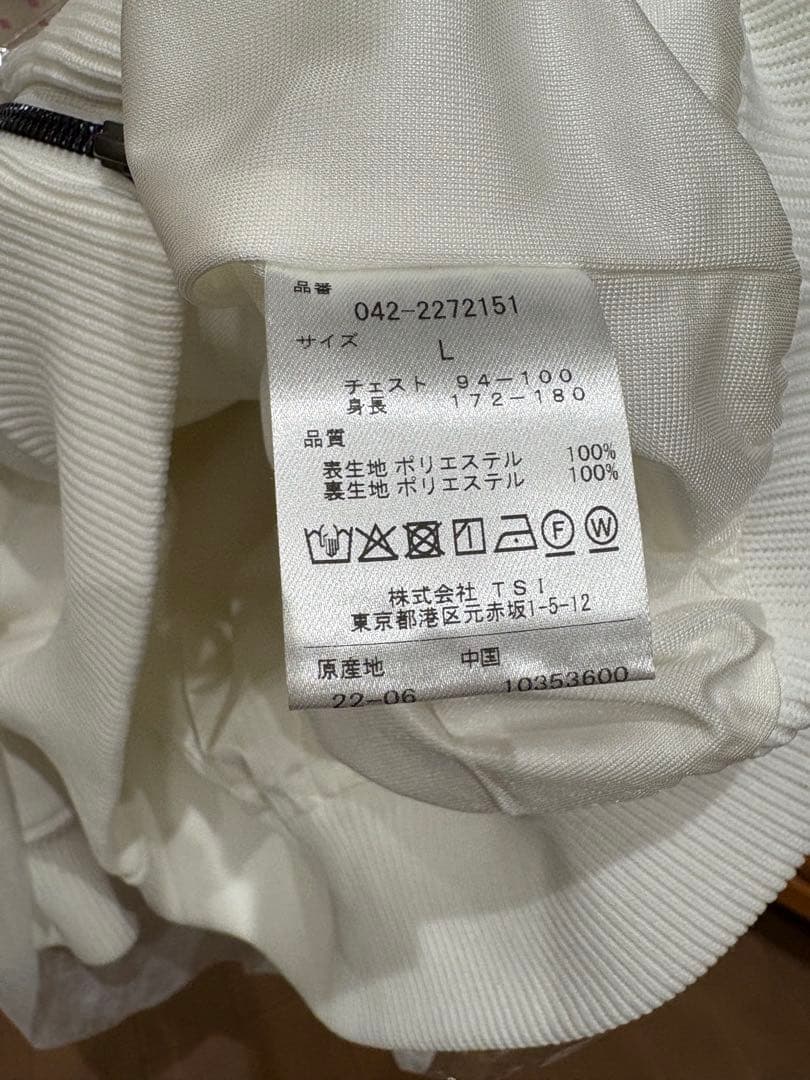 品番
042-2272151
サイズ
L
チェスト 94-100
身長 172-180
品質
表生地 ポリエステル 100%
裏生地 ポリエステル 100%
F W
株式会社 TSI
東京都港区元赤坂1-5-12
原産地 中国
22-06 10353600